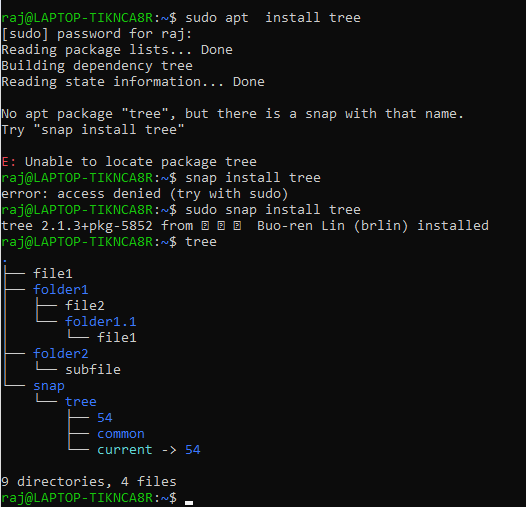 raj@LAPTOP-TIKNCA8R:~$ sudo apt  install tree
[sudo] password for raj:
Reading package lists... Done
Building dependency tree
Reading state information... Done

No apt package "tree", but there is a snap with that name.
Try "snap install tree"

E: Unable to locate package tree
raj@LAPTOP-TIKNCA8R:~$ snap install tree
error: access denied (try with sudo)
raj@LAPTOP-TIKNCA8R:~$ sudo snap install tree
tree 2.1.3+pkg-5852 from Buo-ren Lin (brlin) installed
raj@LAPTOP-TIKNCA8R:~$ tree
.
├── file1
├── folder1
│   ├── file2
│   └── folder1.1
│       └── file1
├── folder2
│   └── subfile
└── snap
    └── tree
        ├── 54
        ├── common
        └── current -> 54

9 directories, 4 files
raj@LAPTOP-TIKNCA8R:~$